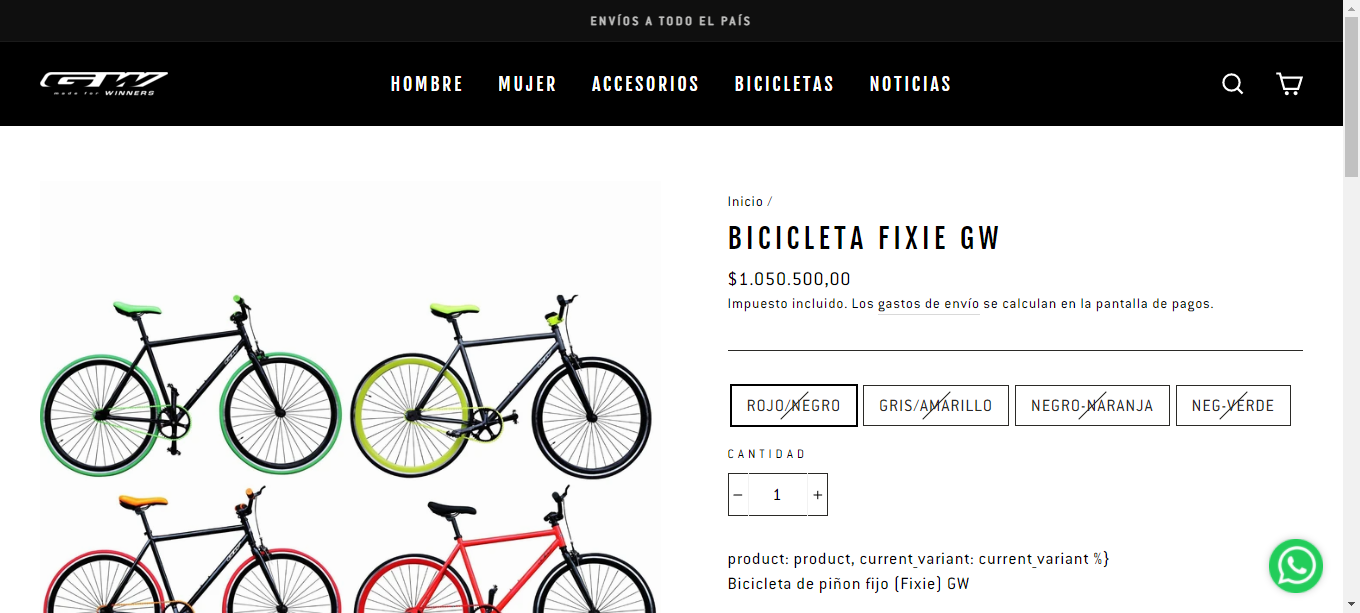 ENVÍOS A TODO EL PAÍS
GW
made for WINNERS
HOMBRE MUJER ACCESORIOS BICICLETAS NOTICIAS
Inicio /
BICICLETA FIXIE GW
$1.050.500,00
Impuesto incluido. Los gastos de envío se calculan en la pantalla de pagos.
ROJO/NEGRO GRIS/AMARILLO NEGRO-NARANJA NEG-VERDE
CANTIDAD
− 1 +
product: product, current_variant: current_variant %}
Bicicleta de piñon fijo (Fixie) GW